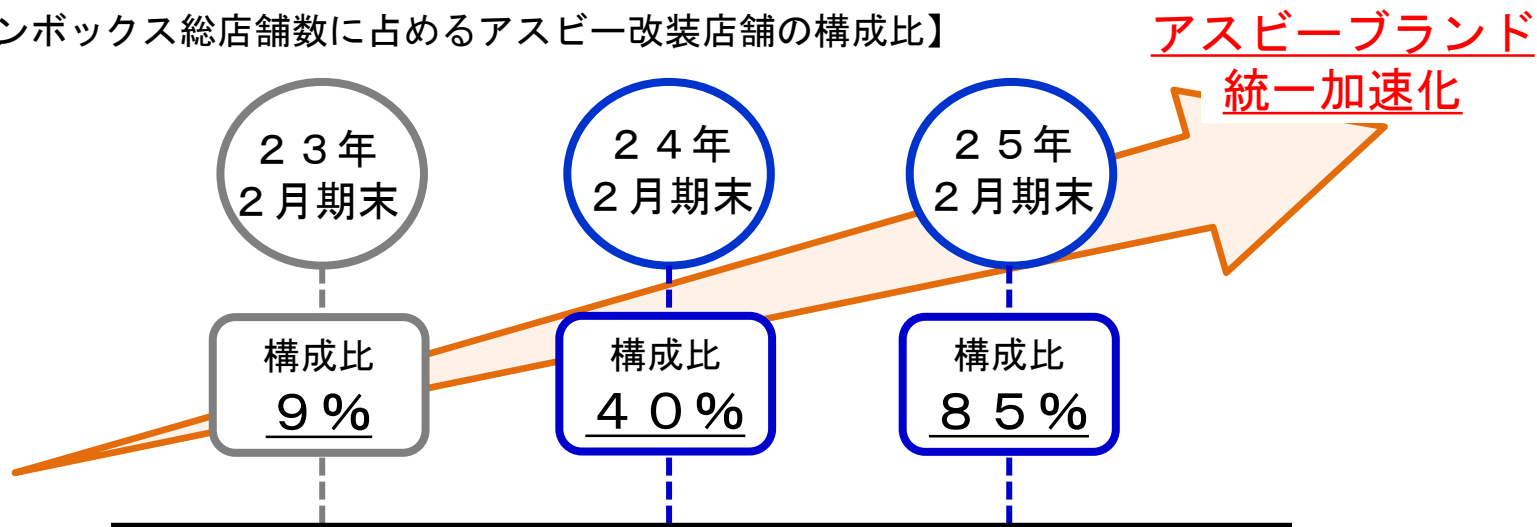 ンボックス総店舗数に占めるアスビー改装店舗の構成比】
アスビーブランド
統一加速化
２３年
２月期末
２４年
２月期末
２５年
２月期末
構成比
９％
構成比
４０％
構成比
８５％